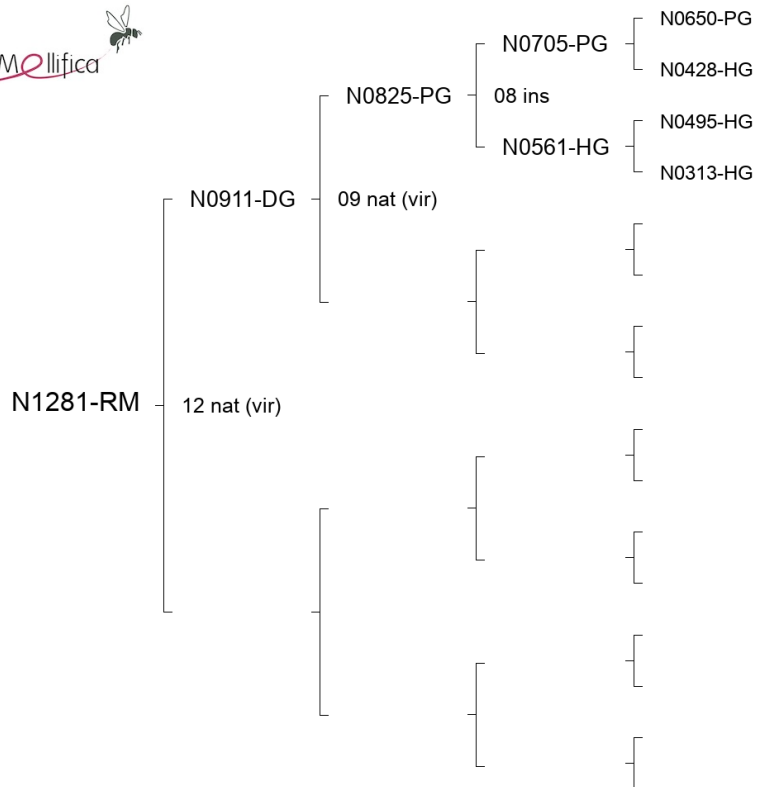 Mellifica
N0650-PG
N0705-PG
N0428-HG
N0825-PG
08 ins
N0495-HG
N0561-HG
N0313-HG
N0911-DG
09 nat (vir)
N1281-RM
12 nat (vir)